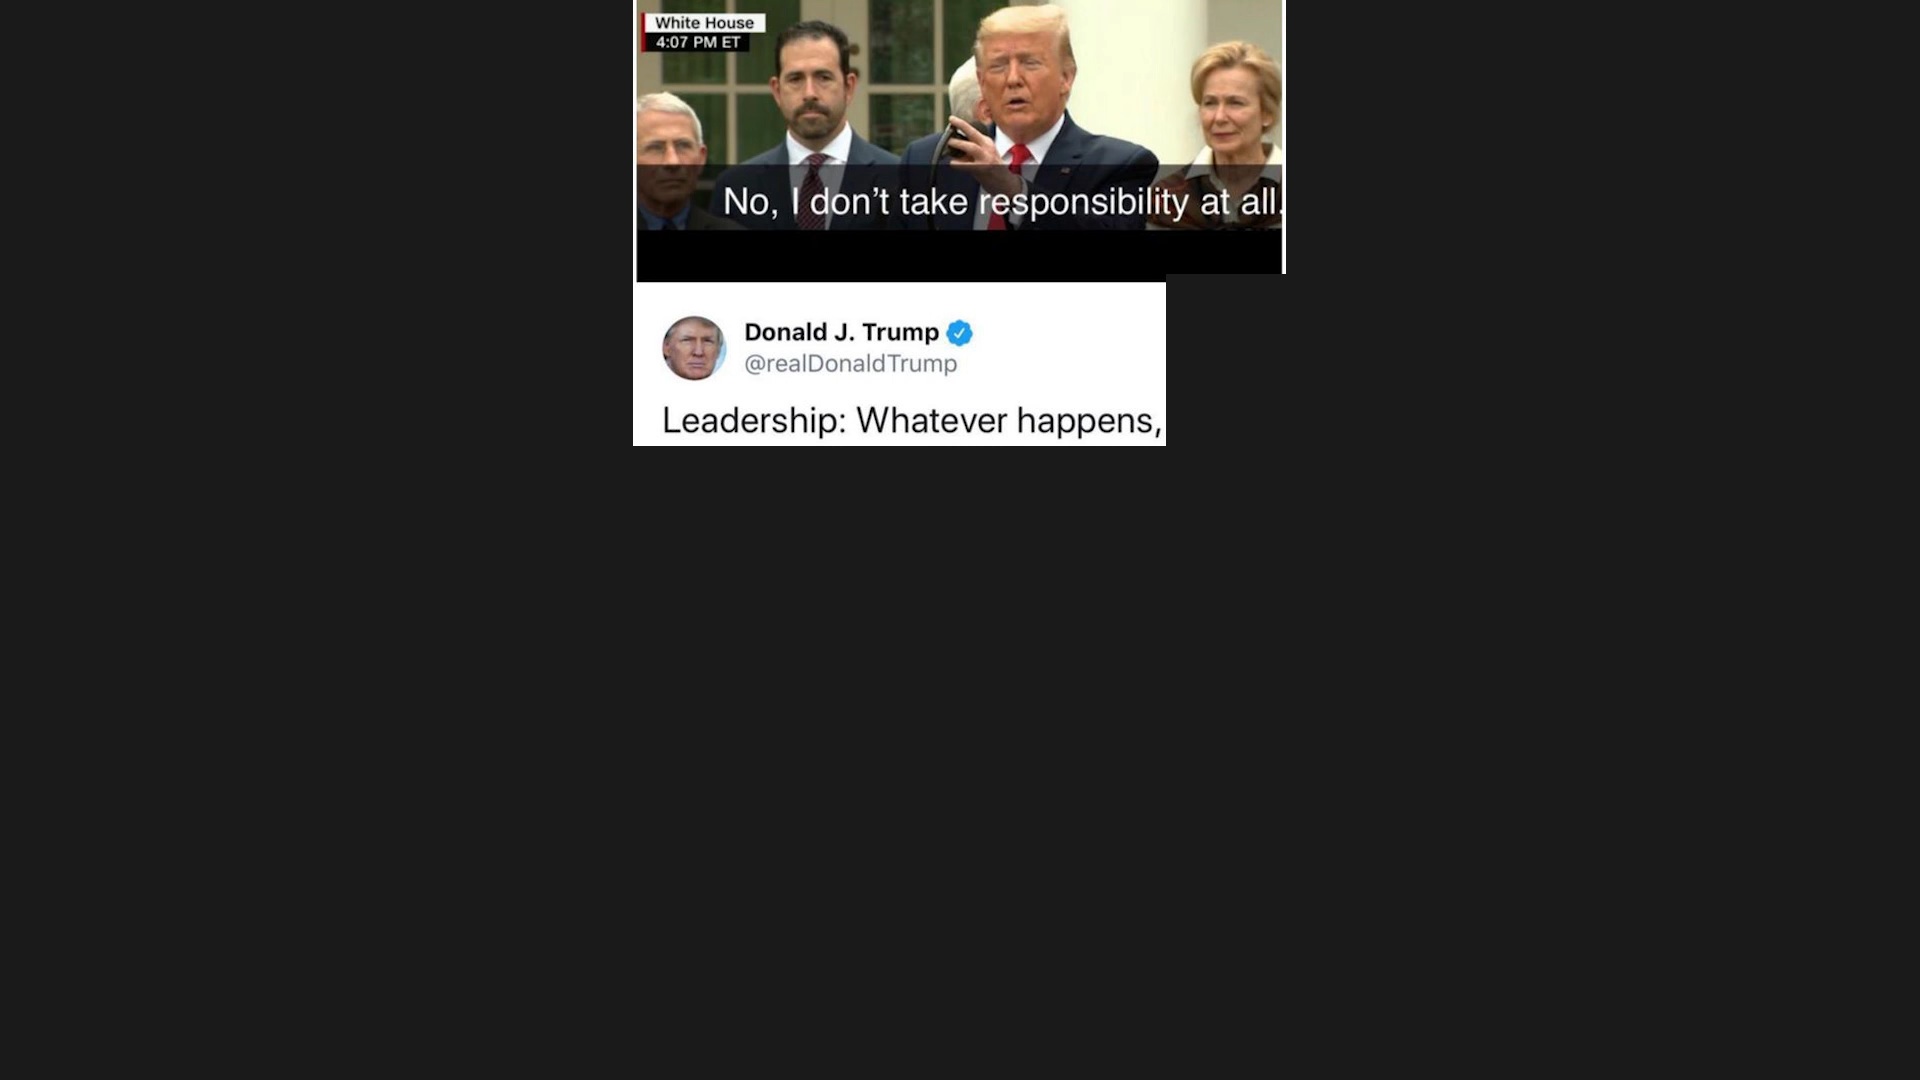 White House
4:07 PM ET
No, I don't take responsibility at all.
Donald J. Trump
@realDonaldTrump
Leadership: Whatever happens,